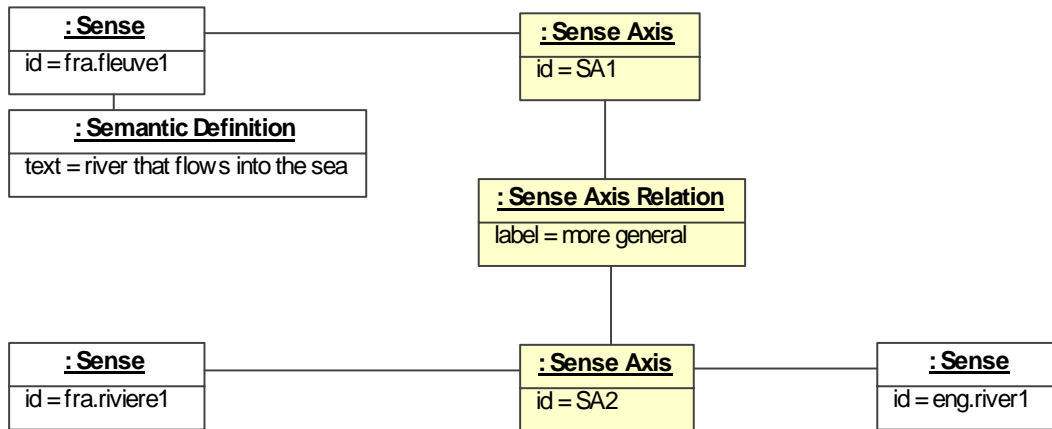 : Sense
id = fra.fleuve1
: Sense Axis
id = SA1
: Semantic Definition
text = river that flows into the sea
: Sense Axis Relation
label = more general
: Sense
id = fra.riviere1
: Sense Axis
id = SA2
: Sense
id = eng.river1